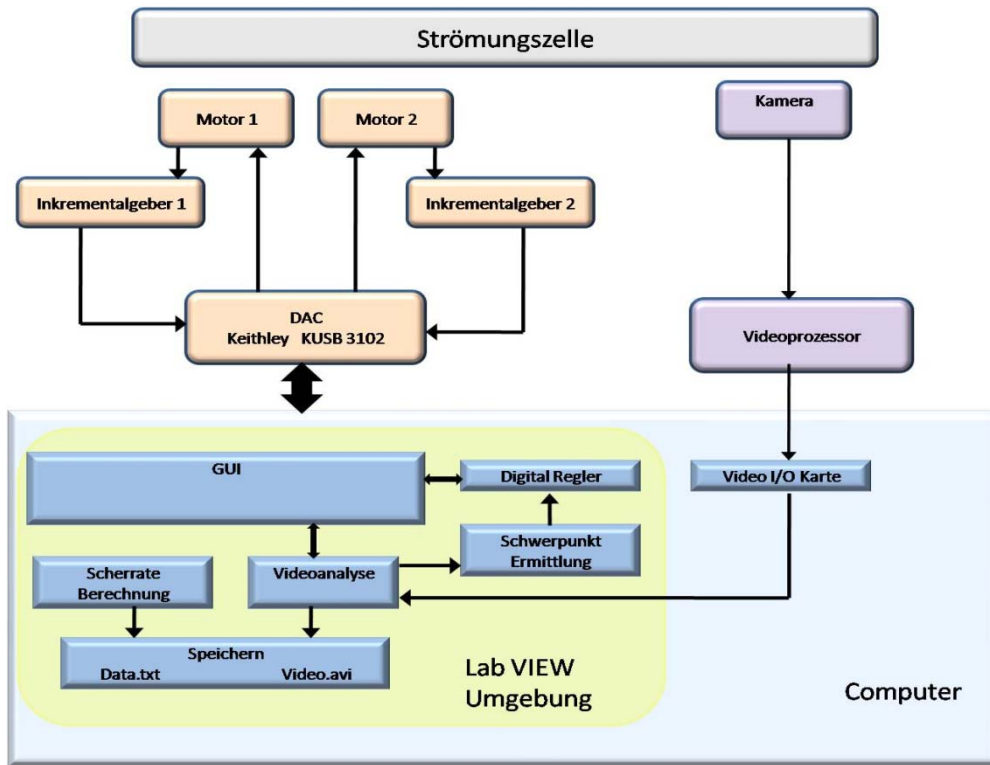 Strömungszelle
Motor 1
Motor 2
Kamera
Inkrementalgeber 1
Inkrementalgeber 2
DAC
Keithley KUSB 3102
Videoprozessor
GUI
Digital Regler
Video I/O Karte
Schwerpunkt
Ermittlung
Scherrate
Berechnung
Videoanalyse
Speichern
Data.txt
Video.avi
Lab VIEW
Umgebung
Computer